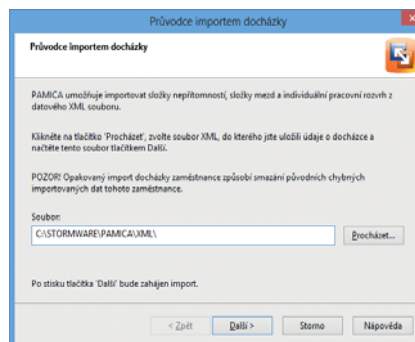 Průvodce importem docházky
Průvodce importem docházky
PAMICA umožňuje importovat složky nepřítomností, složky mezd a individuální pracovní rozvrh z
datového XML souboru.
Klikněte na tlačítko 'Procházet', zvolte soubor XML, do kterého jste uložili údaje o docházce a
načtěte tento soubor tlačítkem Další.
POZOR! Opakovaný import docházky zaměstnance způsobí smazání původních chybných
importovaných dat tohoto zaměstnance.
Soubor:
C:\STORMWARE\PAMICA\XML\
Procházet...
Po stisku tlačítka 'Další' bude zahájen import.
< Zpět
Další >
Storno
Nápověda